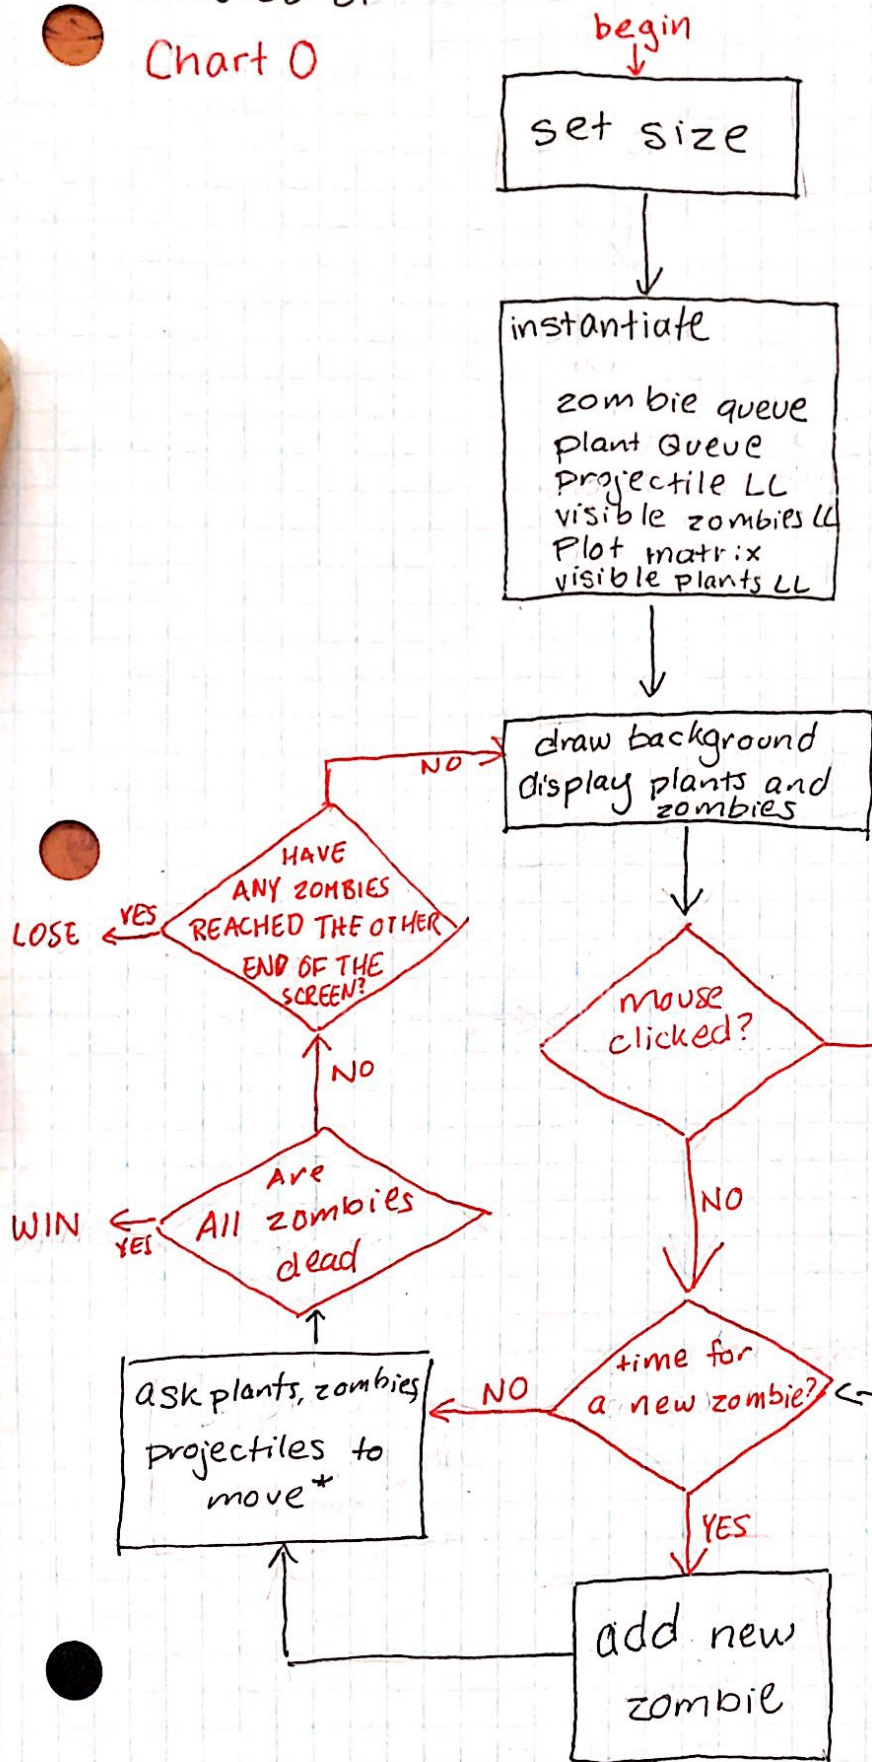 Chart 0
begin
set size
instantiate
zombie queue
plant Queue
Projectile LL
visible zombies LL
Plot matrix
visible plants LL
draw background
display plants and
zombies
NO
HAVE
ANY ZOMBIES
REACHED THE OTHER
END OF THE
SCREEN?
YES
LOSE
mouse
clicked?
NO
NO
Are
All zombies
dead
YES
WIN
time for
a new zombie?
NO
ask plants, zombies,
projectiles to
move*
YES
add new
zombie